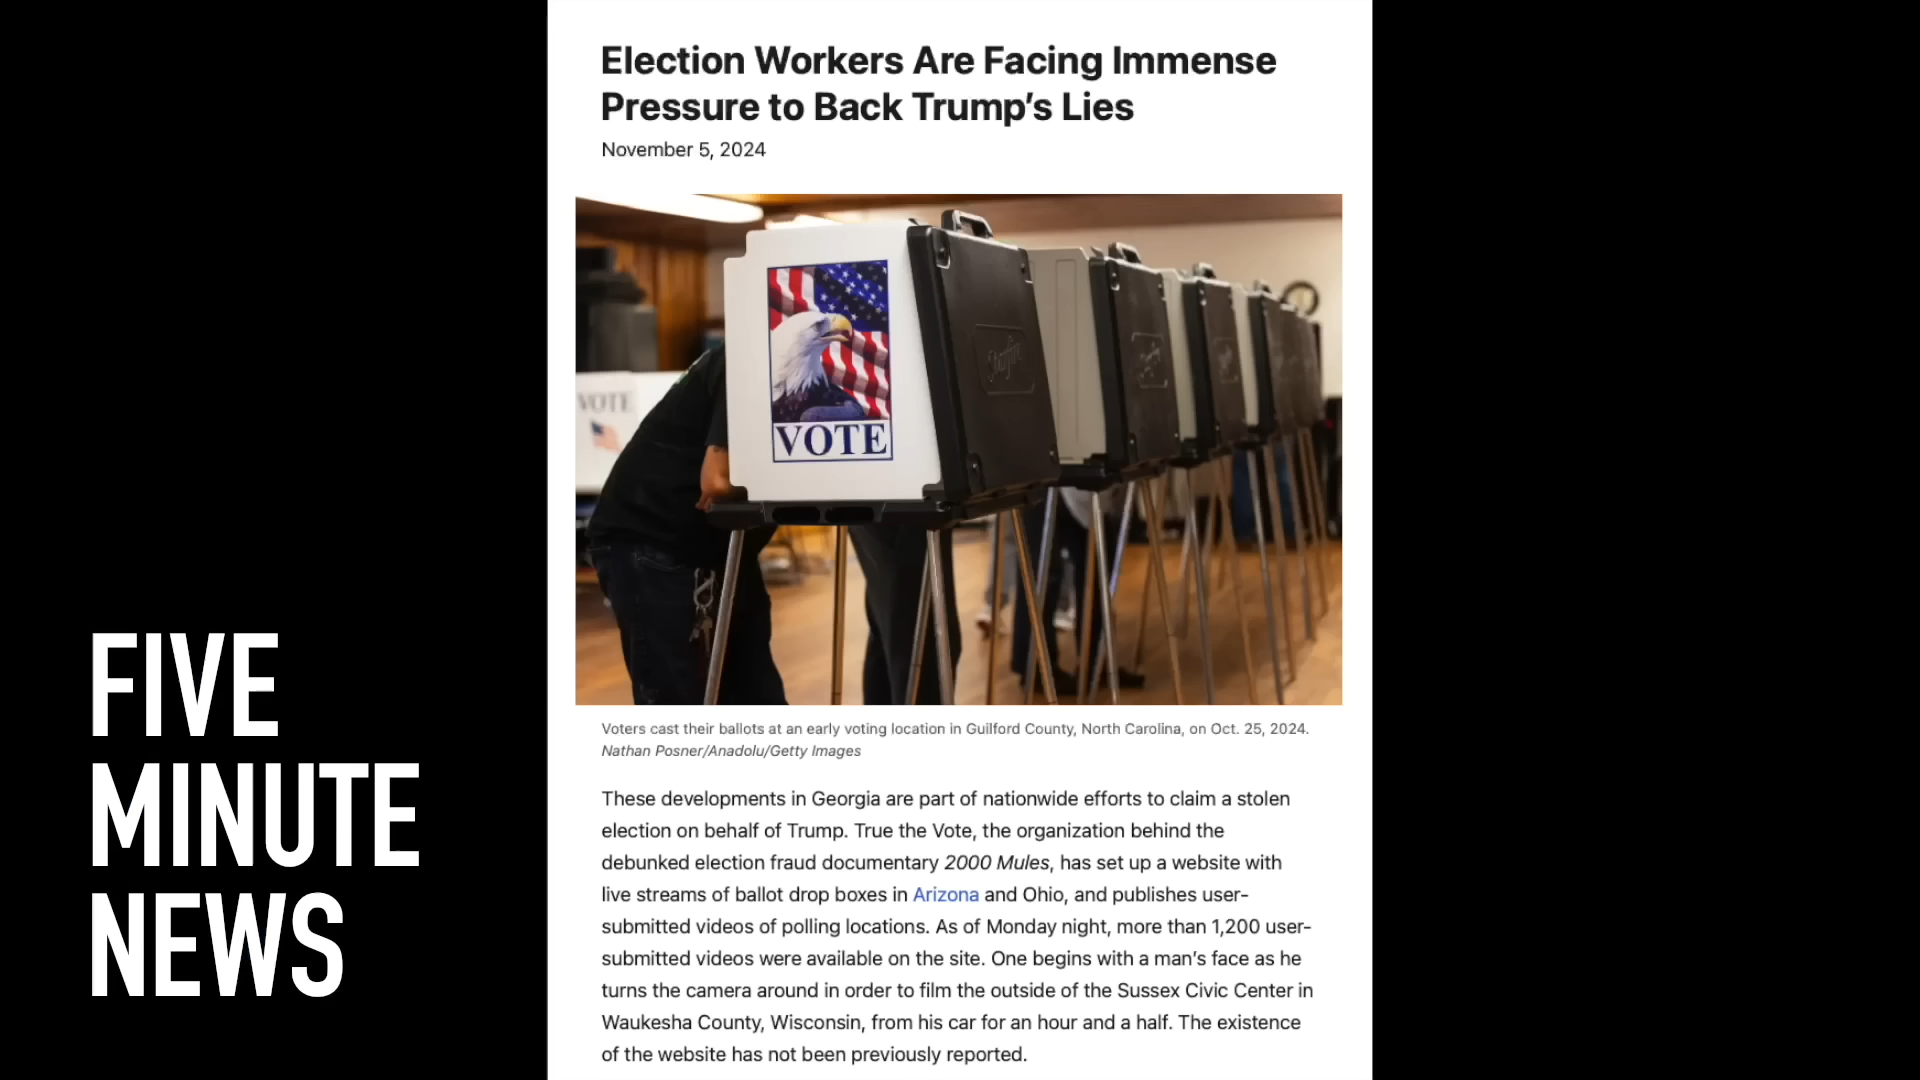 Election Workers Are Facing Immense
Pressure to Back Trump's Lies
November 5, 2024
VOTE
VOTE
Voters cast their ballots at an early voting location in Guilford County, North Carolina, on Oct. 25, 2024.
Nathan Posner/Anadolu/Getty Images
These developments in Georgia are part of nationwide efforts to claim a stolen
election on behalf of Trump. True the Vote, the organization behind the
debunked election fraud documentary 2000 Mules, has set up a website with
live streams of ballot drop boxes in Arizona and Ohio, and publishes user-
submitted videos of polling locations. As of Monday night, more than 1,200 user-
submitted videos were available on the site. One begins with a man's face as he
turns the camera around in order to film the outside of the Sussex Civic Center in
Waukesha County, Wisconsin, from his car for an hour and a half. The existence
of the website has not been previously reported.
FIVE
MINUTE
NEWS